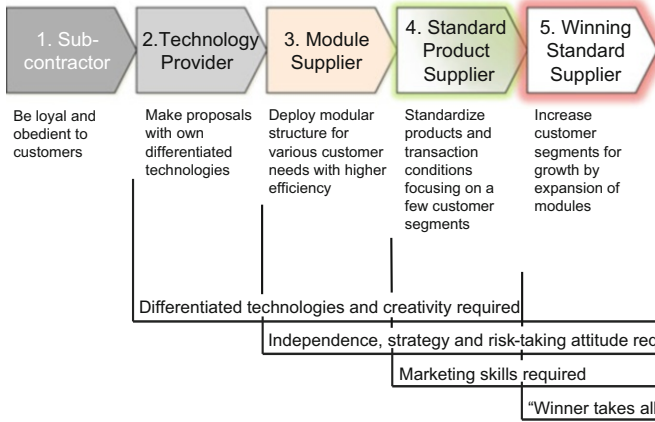 1. Sub-
contractor
2.Technology
Provider
3. Module
Supplier
4. Standard
Product
Supplier
5. Winning
Standard
Supplier
Be loyal and
obedient to
customers
Make proposals
with own
differentiated
technologies
Deploy modular
structure for
various customer
needs with higher
efficiency
Standardize
products and
transaction
conditions
focusing on a
few customer
segments
Increase
customer
segments for
growth by
expansion of
modules
Differentiated technologies and creativity required
Independence, strategy and risk-taking attitude
Marketing skills required
“Winner takes all